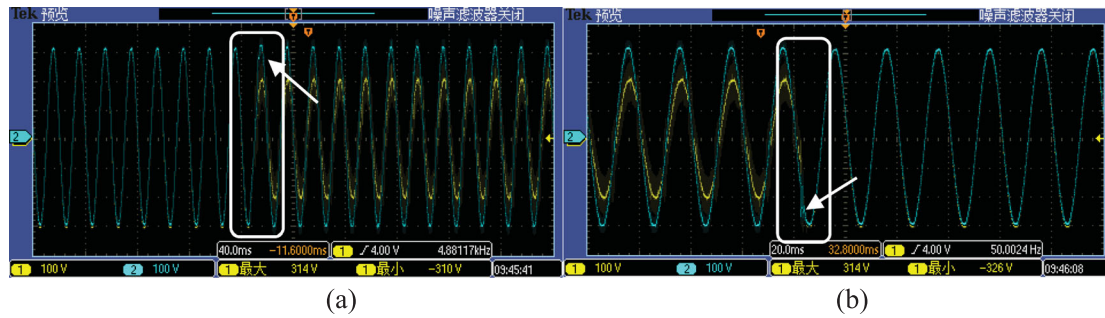 Tek 预览
噪声滤波器关闭
2
40.0ms -11.6000ms
1 ∕ 4.00 V 4.88117kHz
1 100 V 2 100 V 1 最大 314 V 1 最小 -310 V 09:45:41
(a)
Tek 预览
噪声滤波器关闭
2
20.0ms 32.8000ms
1 ∕ 4.00 V 50.0024 Hz
1 100 V 2 100 V 1 最大 314 V 1 最小 -326 V 09:46:08
(b)